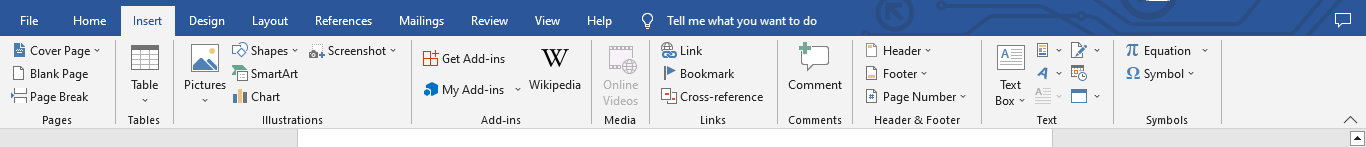 File Home Insert Design Layout References Mailings Review View Help Tell me what you want to do
Cover Page
Blank Page
Page Break
Pages
Table
Tables
Pictures
Shapes
SmartArt
Chart
Screenshot
Illustrations
Get Add-ins
My Add-ins
W
Wikipedia
Add-ins
Online
Videos
Media
Link
Bookmark
Cross-reference
Links
Comment
Comments
Header
Footer
Page Number
Header & Footer
A
Text
Box
A
A
Text
π Equation
Ω Symbol
Symbols